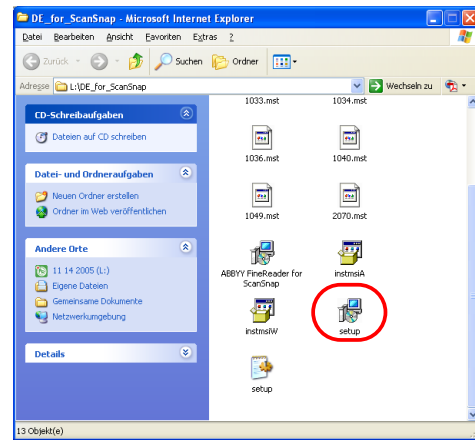 DE_for_ScanSnap - Microsoft Internet Explorer
Datei Bearbeiten Ansicht Favoriten Extras ?
Zurück Suchen Ordner
Adresse L:\DE_for_ScanSnap Wechseln zu
CD-Schreibaufgaben
Dateien auf CD schreiben
Datei- und Ordneraufgaben
Neuen Ordner erstellen
Ordner im Web veröffentlichen
Andere Orte
11 14 2005 (L:)
Eigene Dateien
Gemeinsame Dokumente
Netzwerkumgebung
Details
1033.mst 1034.mst
1036.mst 1040.mst
1049.mst 2070.mst
ABBYY FineReader for
ScanSnap
instmsiA
instmsiW setup
setup
13 Objekt(e)